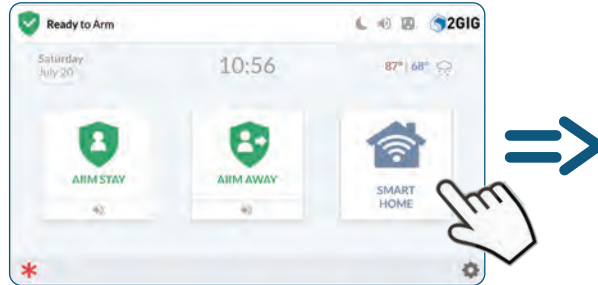 Ready to Arm
2GIG
Saturday
July 20
10:56
87° | 68°
ARM STAY
ARM AWAY
SMART
HOME